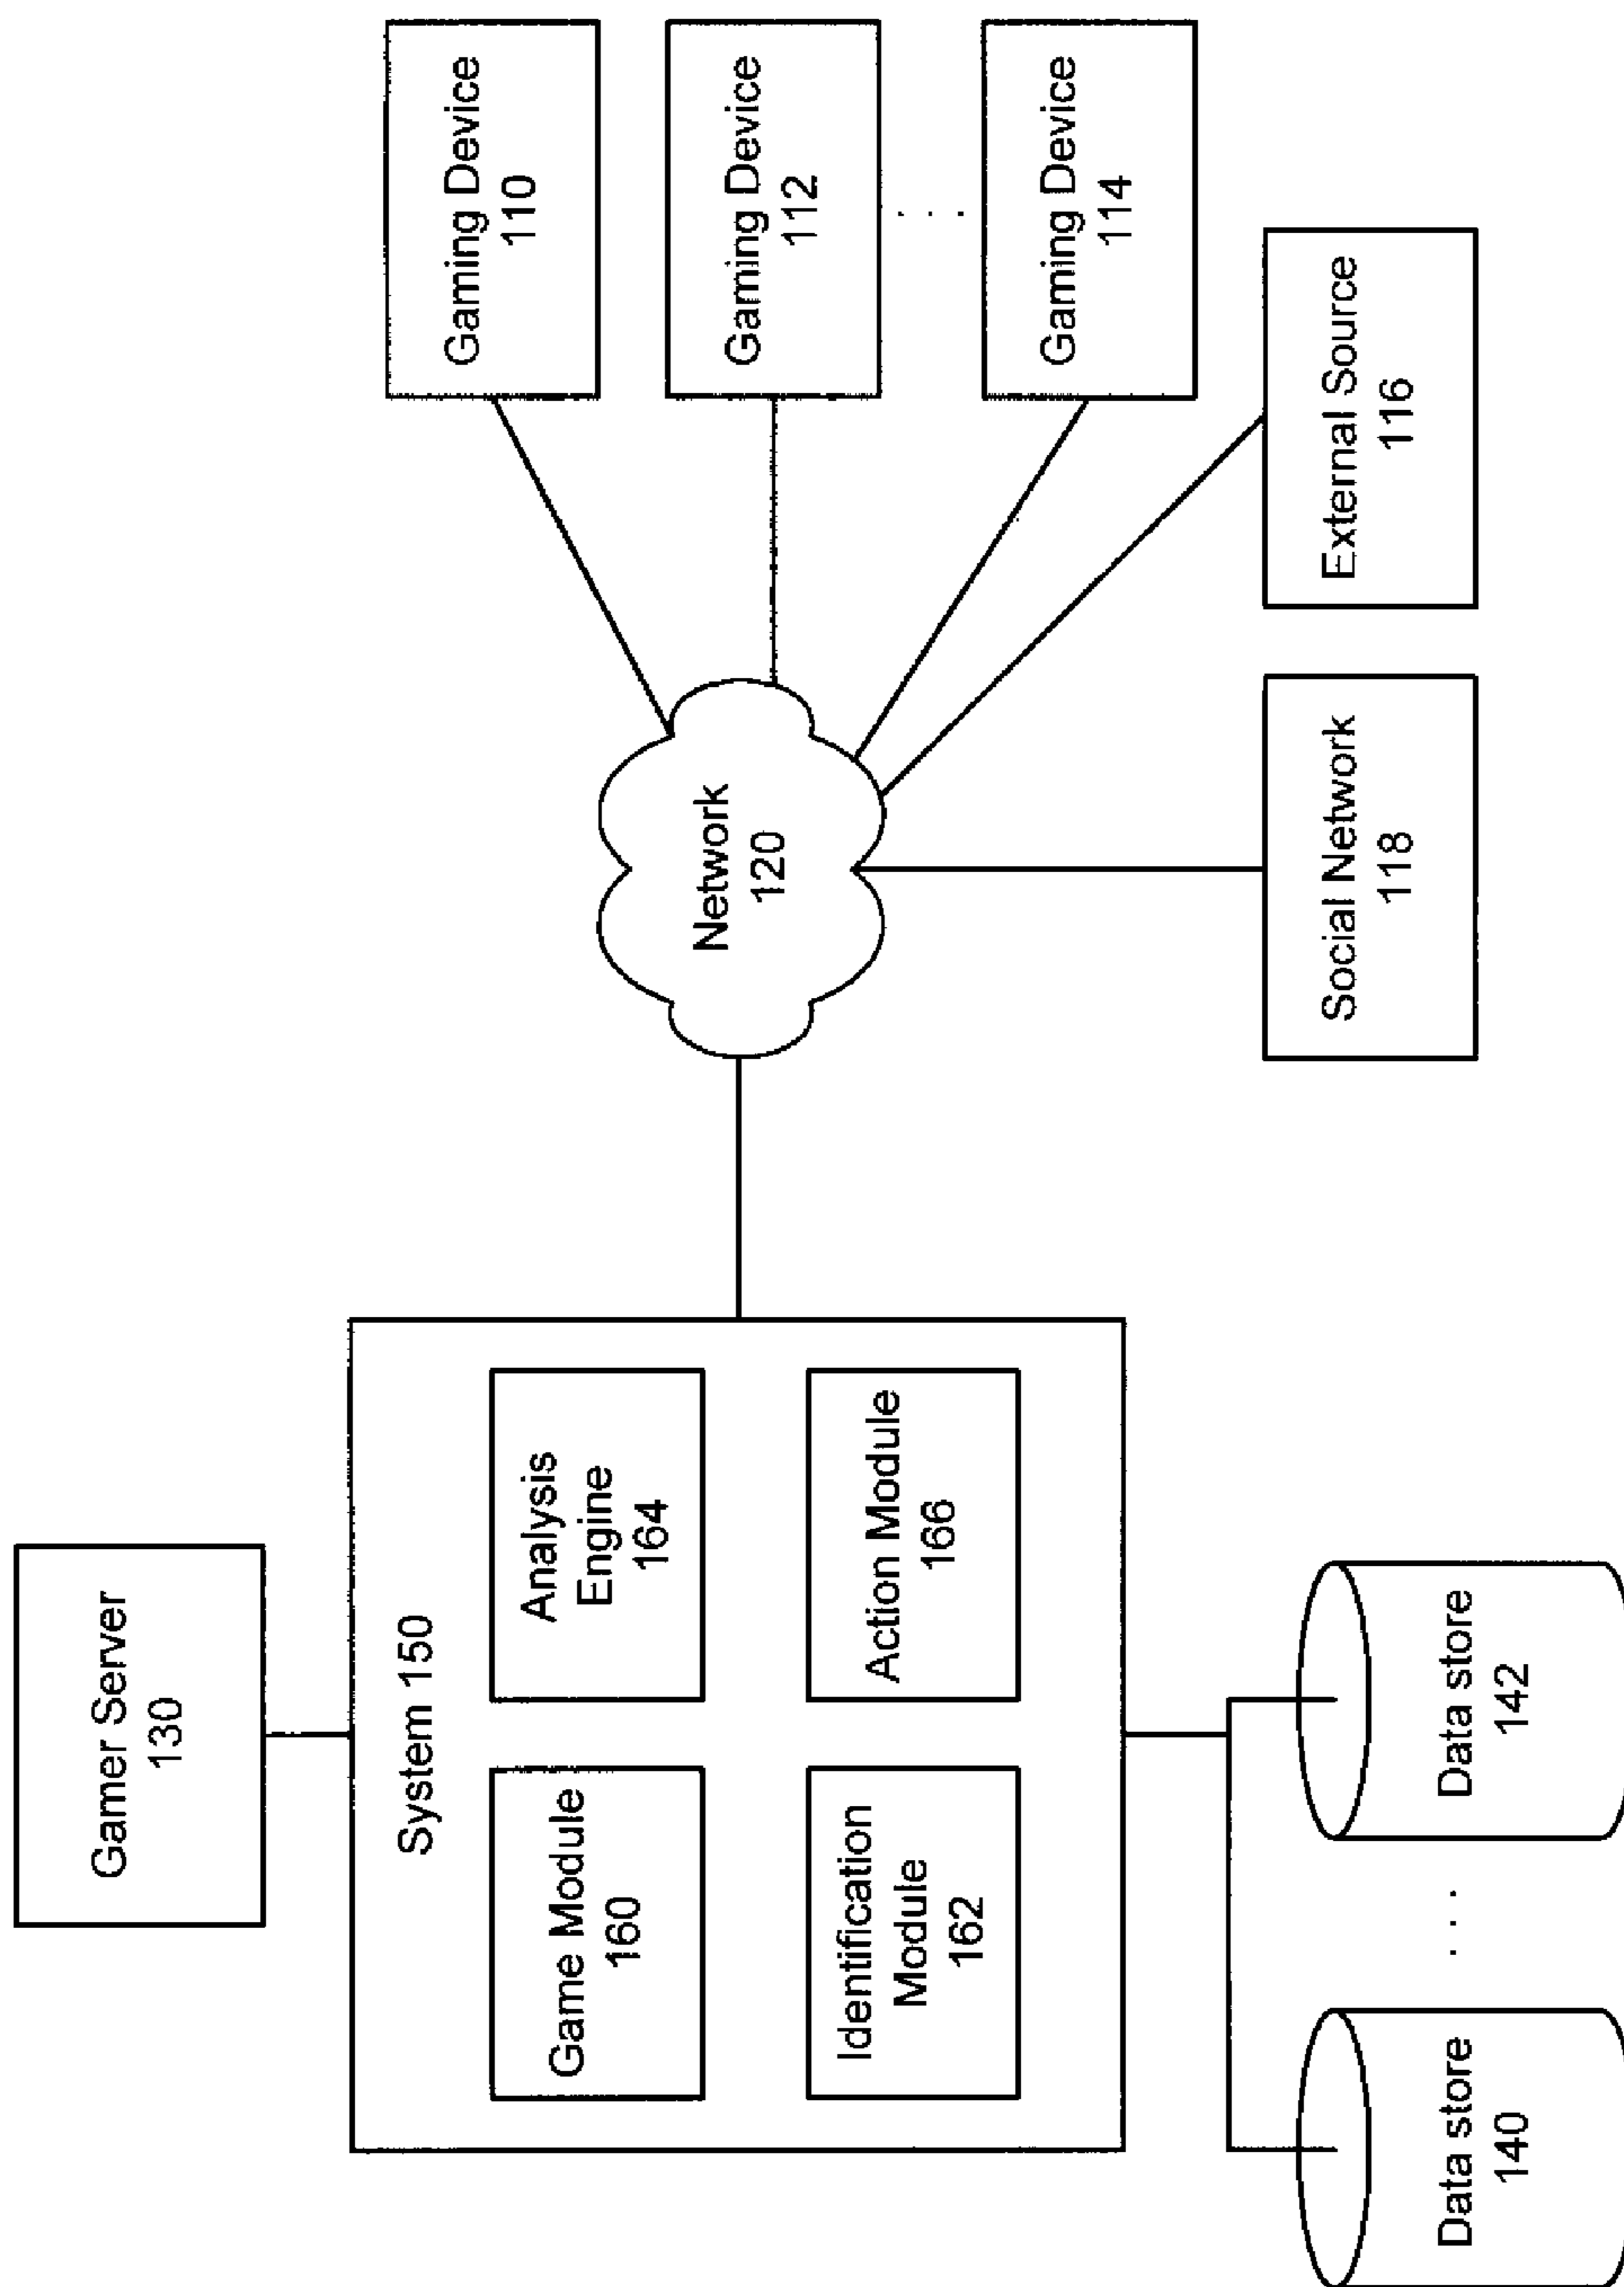 Gamer Server
130
System 150
Game Module
160
Analysis
Engine
164
Identification
Module
162
Action Module
166
Data store
140
. . .
Data store
142
Network
120
Gaming Device
110
Gaming Device
112
. . .
Gaming Device
114
Social Network
118
External Source
116